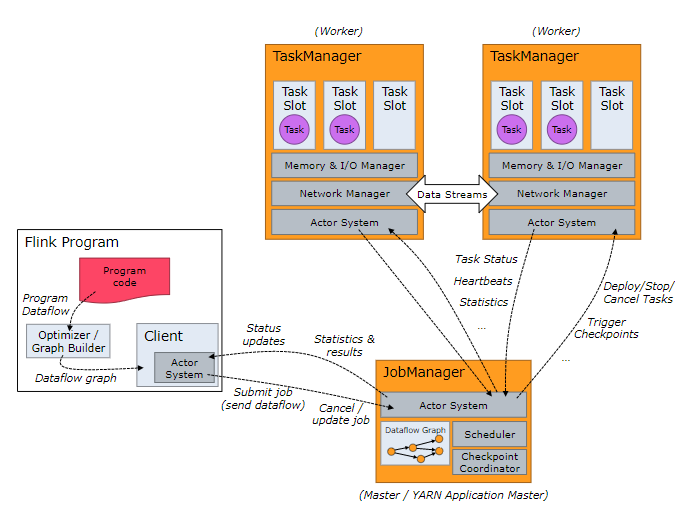 (Worker)
(Worker)
TaskManager
TaskManager
Task
Slot
Task
Slot
Task
Slot
Task
Slot
Task
Slot
Task
Slot
Task
Task
Task
Task
Memory & I/O Manager
Memory & I/O Manager
Network Manager
Data Streams
Network Manager
Actor System
Actor System
Flink Program
Program
code
Program
Dataflow
Optimizer /
Graph Builder
Dataflow graph
Client
Actor
System
Task Status
Heartbeats
Statistics
...
Deploy/Stop/
Cancel Tasks
Trigger
Checkpoints
...
Status
updates
Statistics &
results
Submit job
(send dataflow)
Cancel /
update job
JobManager
Actor System
Dataflow Graph
Scheduler
Checkpoint
Coordinator
(Master / YARN Application Master)